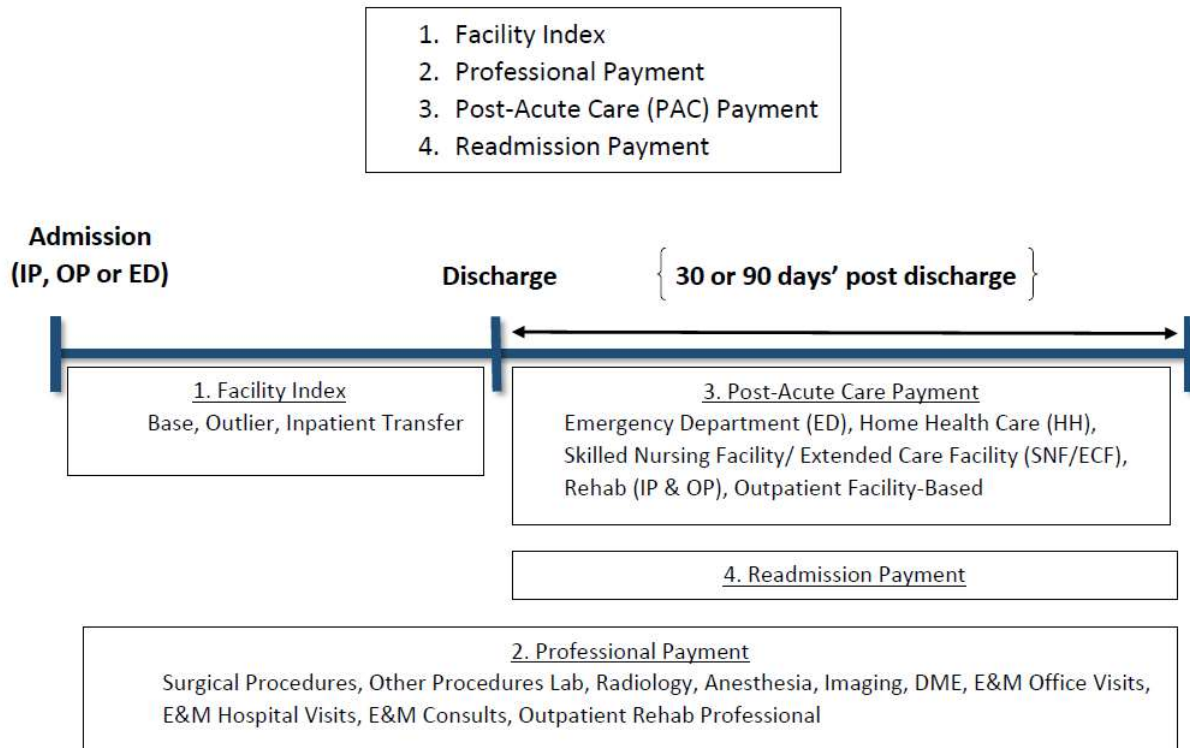 1. Facility Index
2. Professional Payment
3. Post-Acute Care (PAC) Payment
4. Readmission Payment
Admission
(IP, OP or ED)
Discharge
{ 30 or 90 days’ post discharge }
1. Facility Index
Base, Outlier, Inpatient Transfer
3. Post-Acute Care Payment
Emergency Department (ED), Home Health Care (HH),
Skilled Nursing Facility/ Extended Care Facility (SNF/ECF),
Rehab (IP & OP), Outpatient Facility-Based
4. Readmission Payment
2. Professional Payment
Surgical Procedures, Other Procedures Lab, Radiology, Anesthesia, Imaging, DME, E&M Office Visits,
E&M Hospital Visits, E&M Consults, Outpatient Rehab Professional